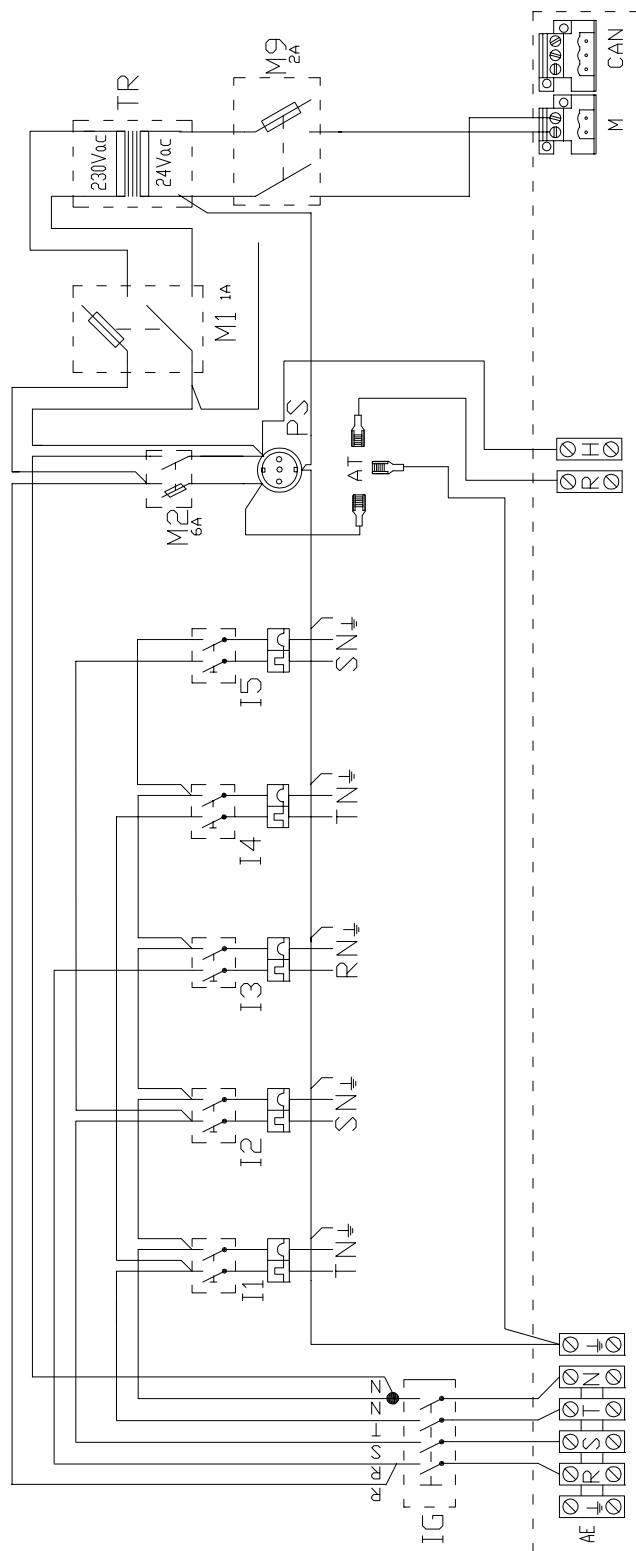 CAN
M
M9
2A
TR
230Vac
24Vac
M1 1A
PS
M2
6A
AT
H
R
I5
SN
I4
TN
I3
RN
I2
SN
I1
TN
N
N
T
S
R
R
IG
N
T
S
R
AE